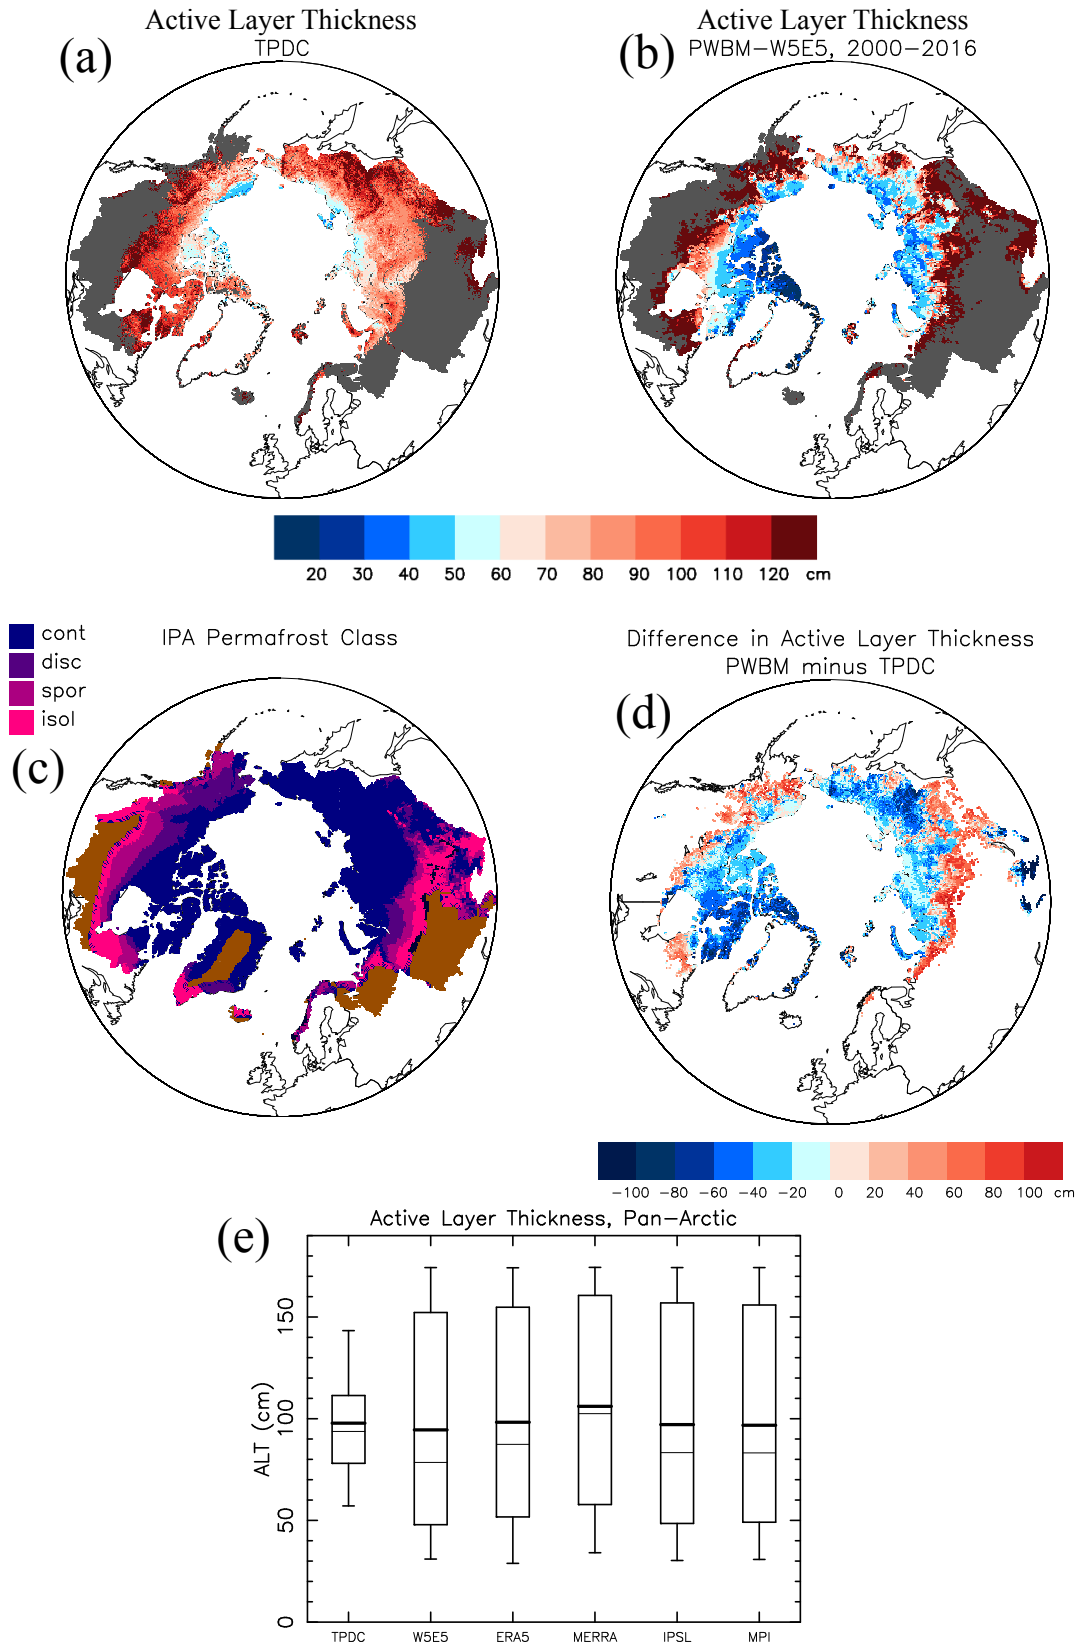 Active Layer Thickness
TPDC
(a)
Active Layer Thickness
PWBM-W5E5, 2000-2016
(b)
20 30 40 50 60 70 80 90 100 110 120 cm
cont
disc
spor
isol
IPA Permafrost Class
(c)
Difference in Active Layer Thickness
PWBM minus TPDC
(d)
-100 -80 -60 -40 -20 0 20 40 60 80 100 cm
(e)
Active Layer Thickness, Pan-Arctic
ALT (cm)
150
100
50
0
TPDC W5E5 ERA5 MERRA IPSL MPI